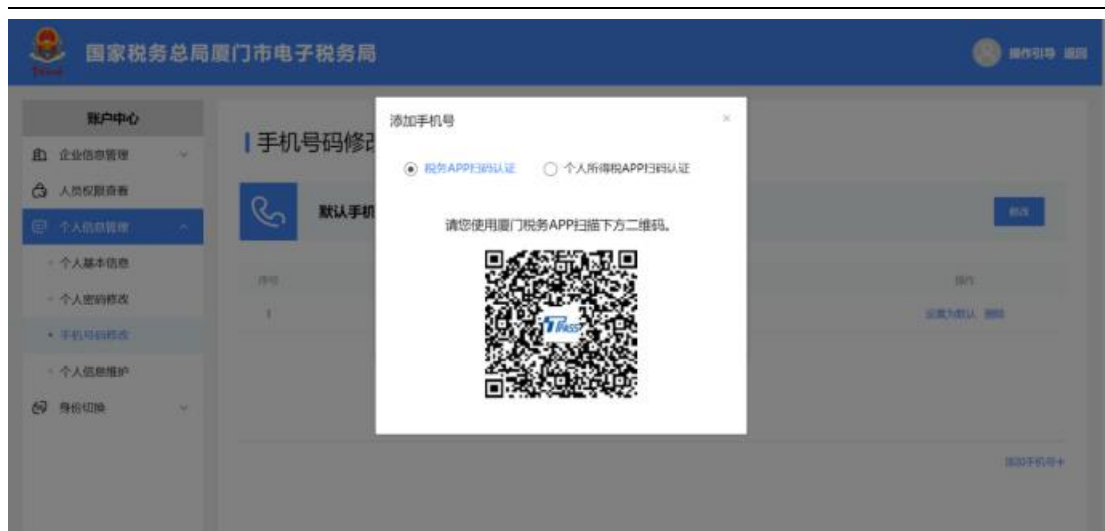 国家税务总局厦门市电子税务局
操作引导 返回
账户中心
企业信息管理
人员权限查看
个人信息管理
个人基本信息
个人密码修改
手机号码修改
个人信息维护
身份切换
手机号码修改
默认手机
修改
序号
操作
1
设置为默认 删除
添加手机号+
添加手机号
×
税务APP扫码认证
个人所得税APP扫码认证
请您使用厦门税务APP扫描下方二维码。
TPASS